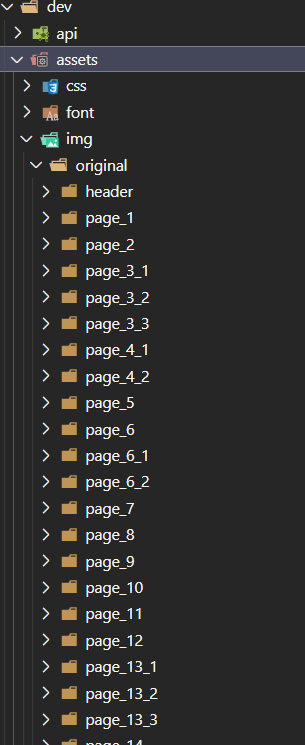 dev
api
assets
css
font
img
original
header
page_1
page_2
page_3_1
page_3_2
page_3_3
page_4_1
page_4_2
page_5
page_6
page_6_1
page_6_2
page_7
page_8
page_9
page_10
page_11
page_12
page_13_1
page_13_2
page_13_3
page_14